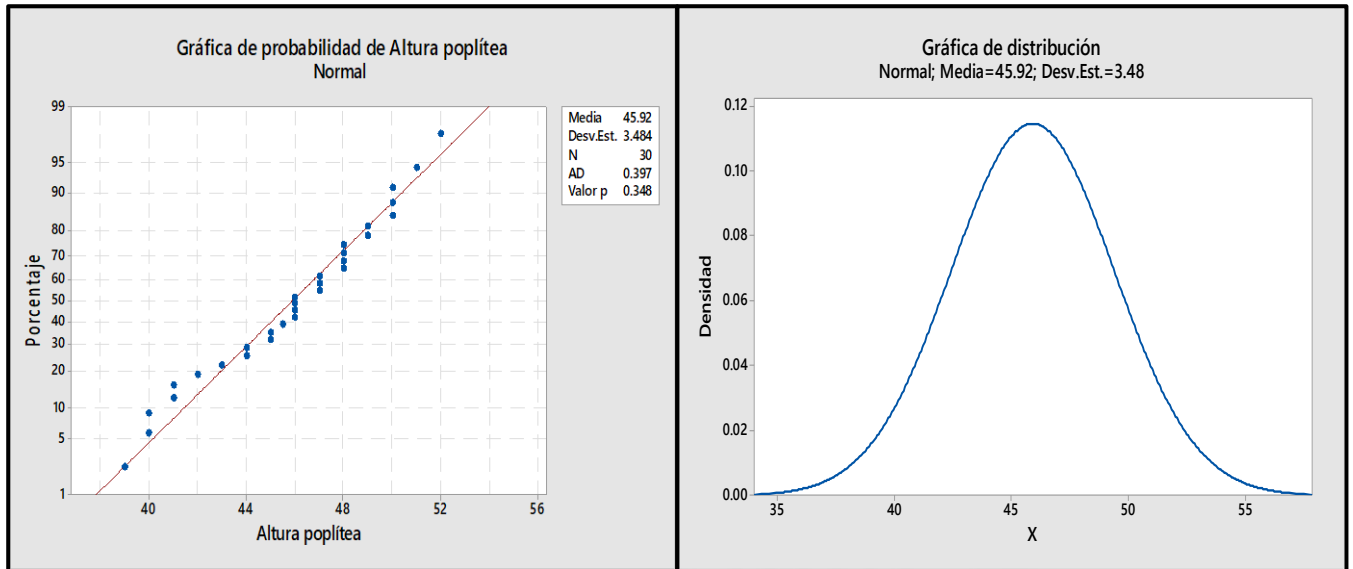 Gráfica de probabilidad de Altura poplítea
Normal
99
95
90
80
70
60
50
40
30
20
10
5
1
Porcentaje
40 44 48 52 56
Altura poplítea
Media 45.92
Desv.Est. 3.484
N 30
AD 0.397
Valor p 0.348
Gráfica de distribución
Normal; Media=45.92; Desv.Est.=3.48
0.12
0.10
0.08
0.06
0.04
0.02
0.00
Densidad
35 40 45 50 55
X